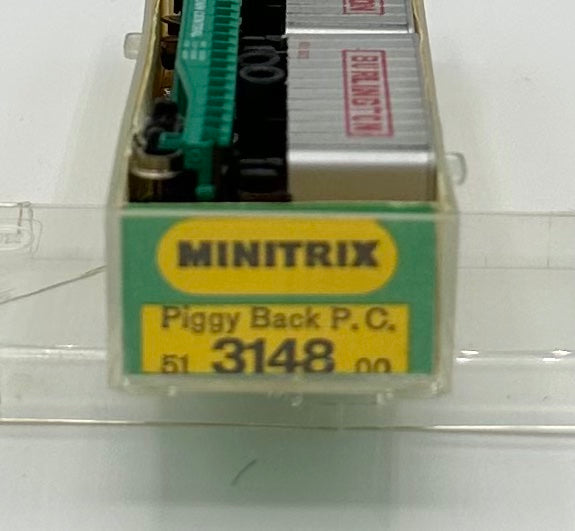 BURLINGTON
MINITRIX
Piggy Back P.C.
51 3148 00